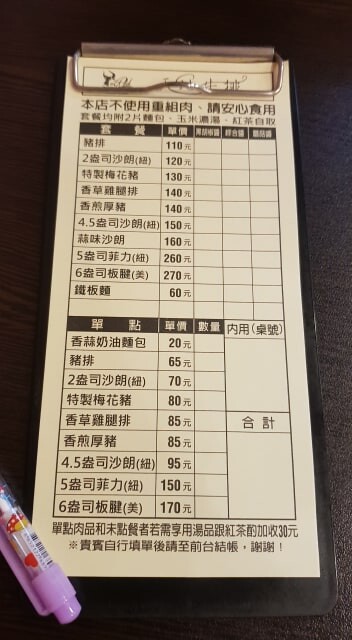 牛排
本店不使用重組肉、請安心食用
套餐均附2片麵包、玉米濃湯、紅茶自取
套 餐 單價 黑胡椒醬 綜合醬 蘑菇醬
豬排 110元
2盎司沙朗(紐) 120元
特製梅花豬 130元
香草雞腿排 140元
香煎厚豬 140元
4.5盎司沙朗(紐) 150元
蒜味沙朗 160元
5盎司菲力(紐) 260元
6盎司板腱(美) 270元
鐵板麵 60元
單 點 單價 數量 內用(桌號)
香蒜奶油麵包 20元
豬排 65元
2盎司沙朗(紐) 70元
特製梅花豬 80元
香草雞腿排 85元 合 計
香煎厚豬 85元
4.5盎司沙朗(紐) 95元
5盎司菲力(紐) 150元
6盎司板腱(美) 170元
單點肉品和未點餐者若需享用湯品跟紅茶酌加收30元
※貴賓自行填單後請至前台結帳，謝謝！